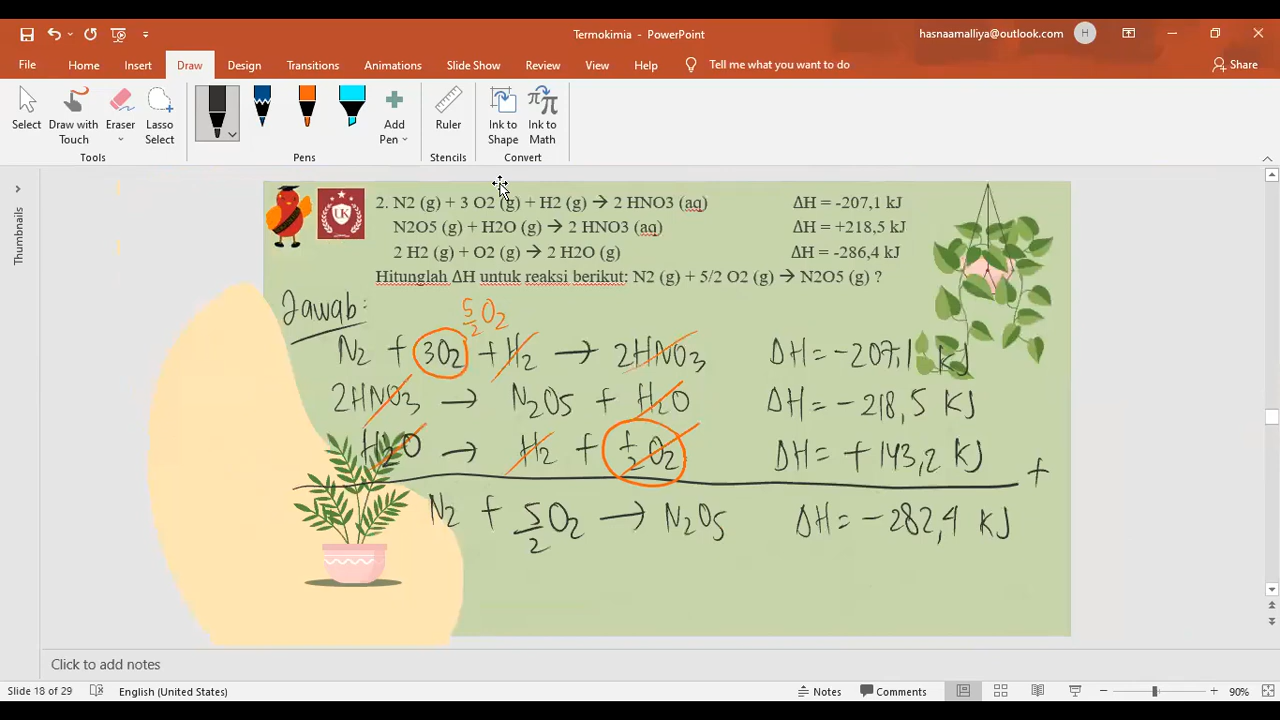 Termokimia - PowerPoint
hasnaamalliya@outlook.com H
File Home Insert Draw Design Transitions Animations Slide Show Review View Help Tell me what you want to do Share
Select Draw with Touch Eraser Lasso Select Add Pen Ruler Ink to Shape Ink to Math
Tools Pens Stencils Convert
Thumbnails
UK
2. N2 (g) + 3 O2 (g) + H2 (g) → 2 HNO3 (aq) ΔH = -207,1 kJ
N2O5 (g) + H2O (g) → 2 HNO3 (aq) ΔH = +218,5 kJ
2 H2 (g) + O2 (g) → 2 H2O (g) ΔH = -286,4 kJ
Hitunglah ΔH untuk reaksi berikut: N2 (g) + 5/2 O2 (g) → N2O5 (g) ?
Jawab:
5/2 O2
N2 + 3O2 + H2 → 2HNO3 ΔH = -207,1 KJ
2HNO3 → N2O5 + H2O ΔH = -218,5 KJ
H2O → H2 + 1/2 O2 ΔH = +143,2 KJ +
N2 + 5/2 O2 → N2O5 ΔH = -282,4 KJ
Click to add notes
Slide 18 of 29 English (United States) Notes Comments 90%